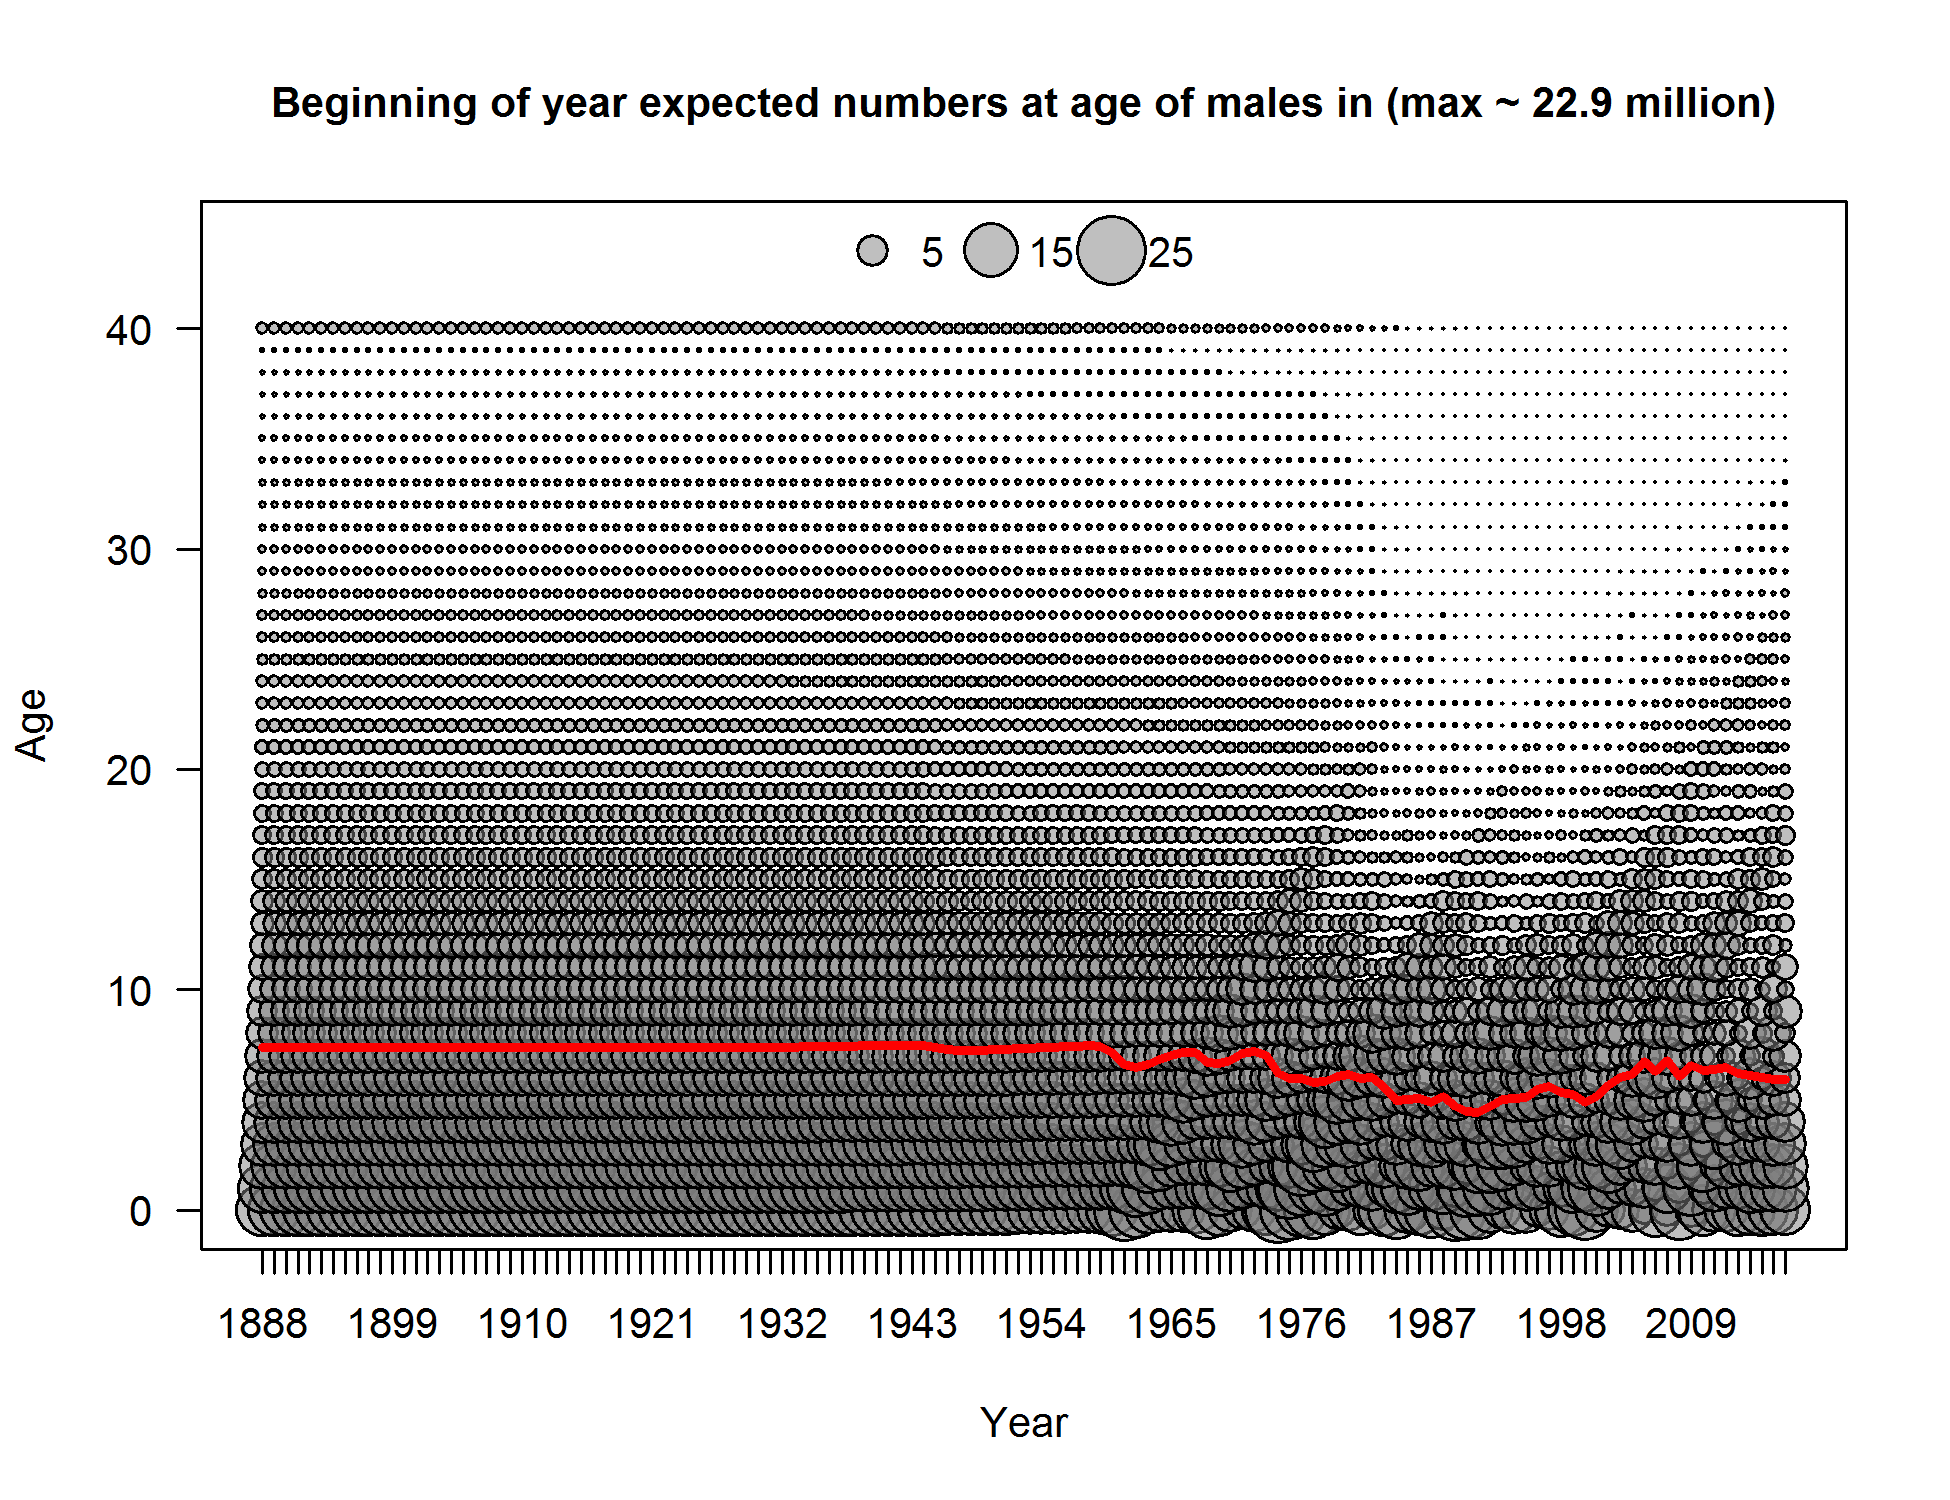 Beginning of year expected numbers at age of males in (max ~ 22.9 million)
5 15 25
40
30
20
10
0
Age
1888 1899 1910 1921 1932 1943 1954 1965 1976 1987 1998 2009
Year